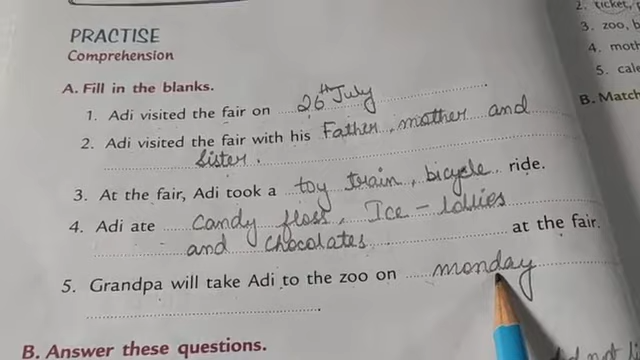 PRACTISE
Comprehension
A. Fill in the blanks.
1. Adi visited the fair on 26th July
2. Adi visited the fair with his Father, mother and
Sister.
3. At the fair, Adi took a toy train, bicycle ride.
4. Adi ate candy floss, Ice-lollies
and chocolates at the fair.
5. Grandpa will take Adi to the zoo on monday
B. Answer these questions.
2. ticket,
3. zoo, b
4. moth
5. cale
B. Match